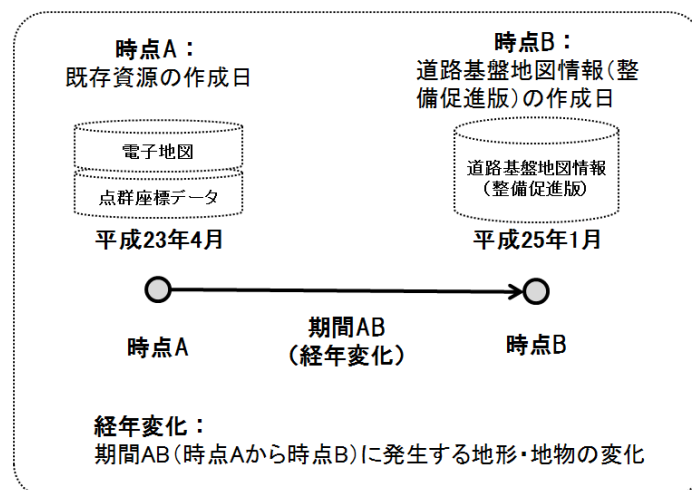 時点A：
既存資源の作成日
電子地図
点群座標データ
平成23年4月
時点B：
道路基盤地図情報（整
備促進版）の作成日
道路基盤地図情報
（整備促進版）
平成25年1月
時点A
期間AB
（経年変化）
時点B
経年変化：
期間AB（時点Aから時点B）に発生する地形・地物の変化